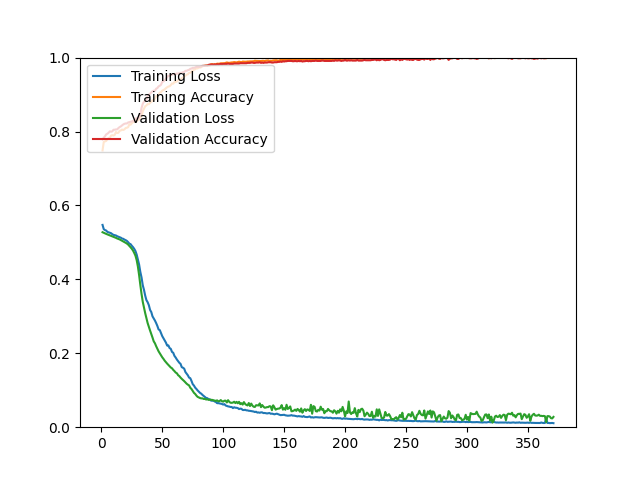 1.0
0.8
0.6
0.4
0.2
0.0
Training Loss
Training Accuracy
Validation Loss
Validation Accuracy
0 50 100 150 200 250 300 350